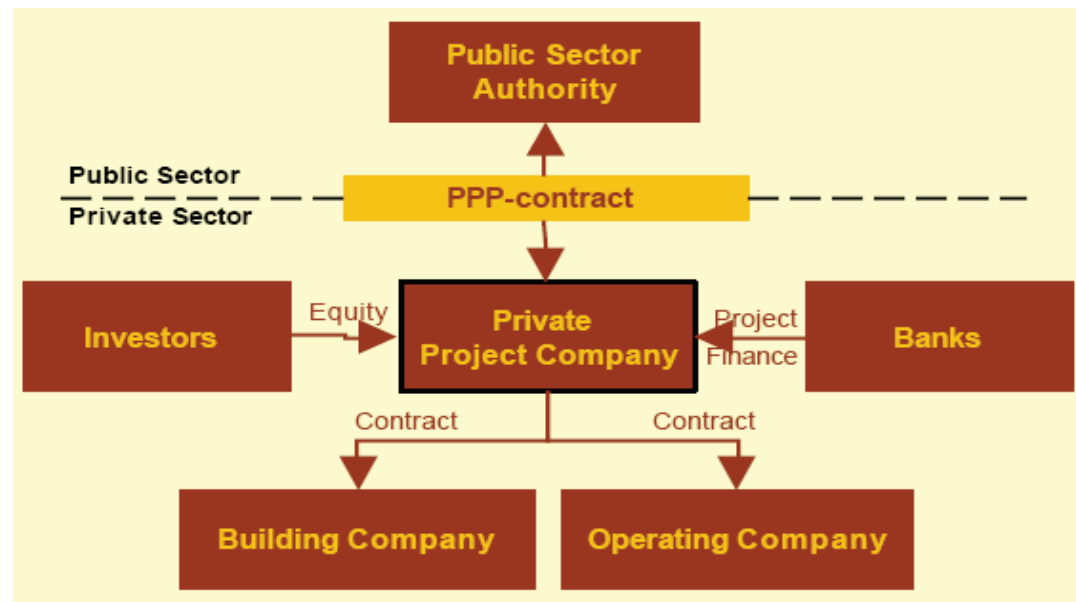 Public Sector
Authority
Public Sector
PPP-contract
Private Sector
Investors
Equity
Private
Project Company
Project
Finance
Banks
Contract
Contract
Building Company
Operating Company